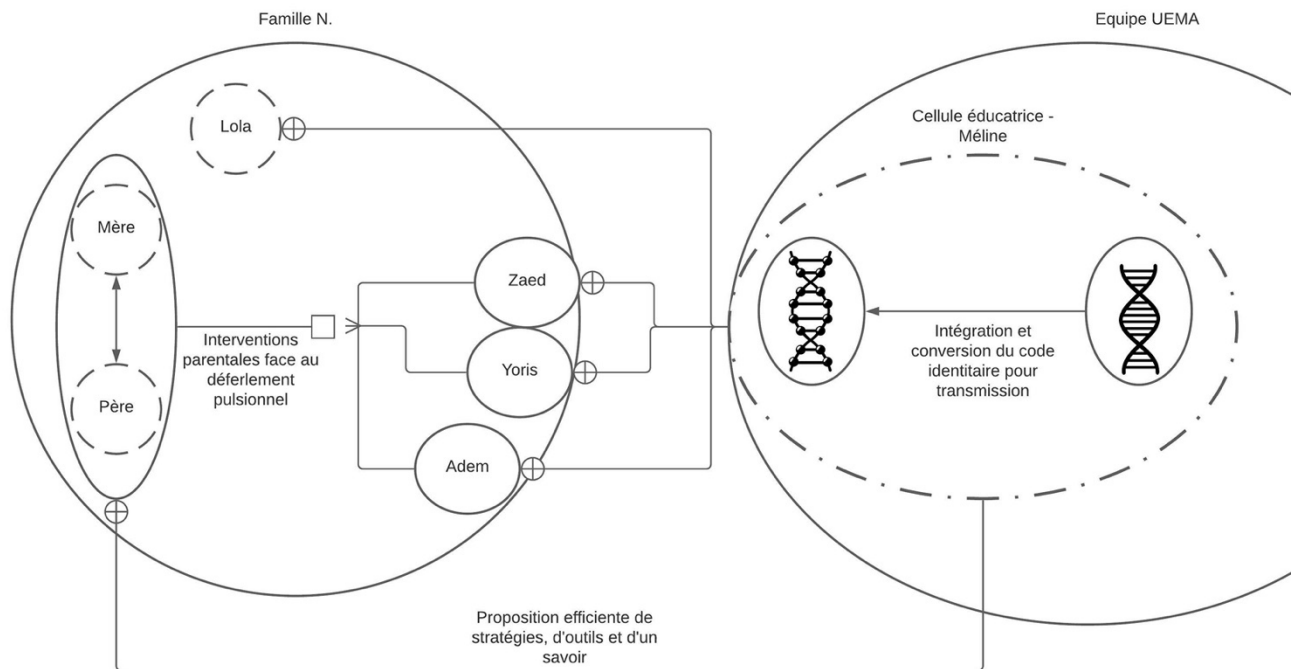 Famille N.
Equipe UEMA
Lola
Cellule éducatrice -
Méline
Mère
Zaed
Interventions
parentales face au
déferlement
pulsionnel
Intégration et
conversion du code
identitaire pour
transmission
Yoris
Père
Adem
Proposition efficiente de
stratégies, d'outils et d'un
savoir